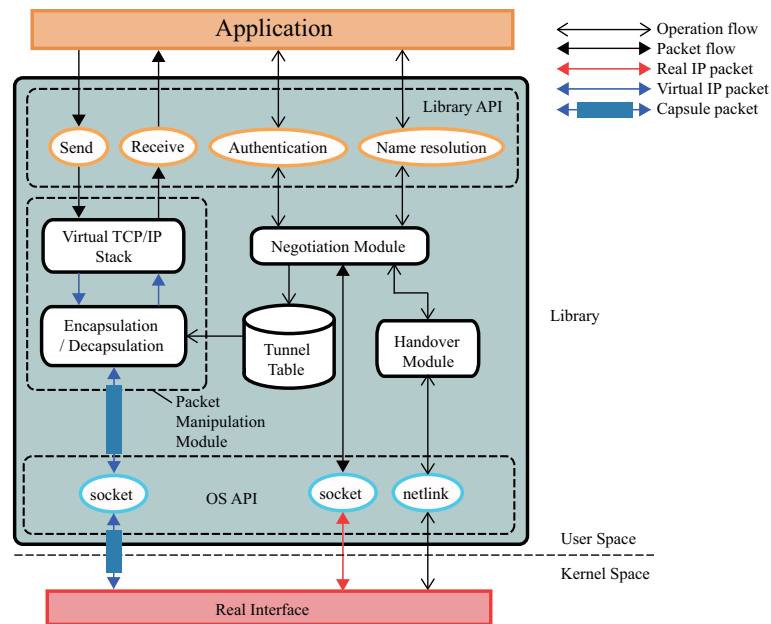 Application
Operation flow
Packet flow
Real IP packet
Virtual IP packet
Capsule packet
Library API
Send
Receive
Authentication
Name resolution
Virtual TCP/IP
Stack
Negotiation Module
Encapsulation
/ Decapsulation
Tunnel
Table
Handover
Module
Library
Packet
Manipulation
Module
socket
OS API
socket
netlink
User Space
Kernel Space
Real Interface